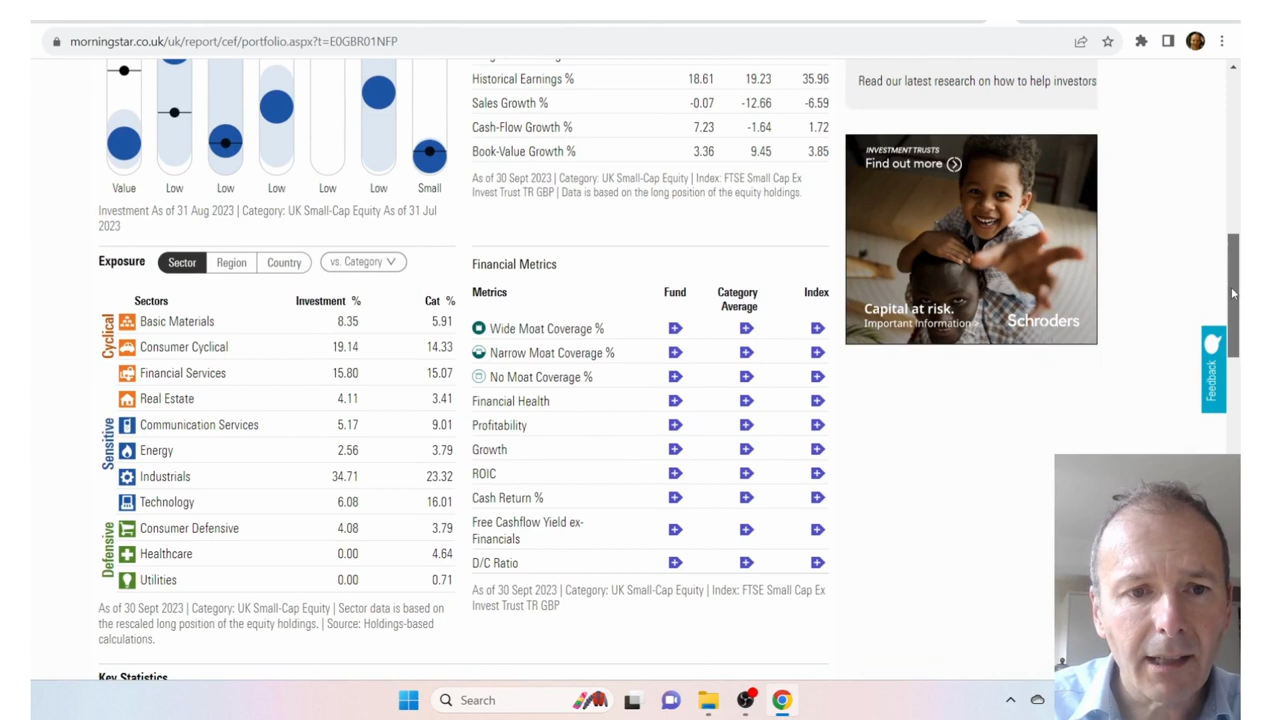 morningstar.co.uk/uk/report/cef/portfolio.aspx?t=E0GBR01NFP
Value Low Low Low Low Low Small
Investment As of 31 Aug 2023 | Category: UK Small-Cap Equity As of 31 Jul
2023
Historical Earnings % 18.61 19.23 35.96
Sales Growth % -0.07 -12.66 -6.59
Cash-Flow Growth % 7.23 -1.64 1.72
Book-Value Growth % 3.36 9.45 3.85
As of 30 Sept 2023 | Category: UK Small-Cap Equity | Index: FTSE Small Cap Ex
Invest Trust TR GBP | Data is based on the long position of the equity holdings.
Read our latest research on how to help investors
INVESTMENT TRUSTS
Find out more
Capital at risk.
Important Information>
Schroders
Feedback
Exposure Sector Region Country vs. Category
Sectors Investment % Cat %
Cyclical
Basic Materials 8.35 5.91
Consumer Cyclical 19.14 14.33
Financial Services 15.80 15.07
Real Estate 4.11 3.41
Sensitive
Communication Services 5.17 9.01
Energy 2.56 3.79
Industrials 34.71 23.32
Technology 6.08 16.01
Defensive
Consumer Defensive 4.08 3.79
Healthcare 0.00 4.64
Utilities 0.00 0.71
As of 30 Sept 2023 | Category: UK Small-Cap Equity | Sector data is based on
the rescaled long position of the equity holdings. | Source: Holdings-based
calculations.
Financial Metrics
Metrics Fund Category Index
Average
Wide Moat Coverage %
Narrow Moat Coverage %
No Moat Coverage %
Financial Health
Profitability
Growth
ROIC
Cash Return %
Free Cashflow Yield ex-
Financials
D/C Ratio
As of 30 Sept 2023 | Category: UK Small-Cap Equity | Index: FTSE Small Cap Ex
Invest Trust TR GBP
Key Statistics
Search